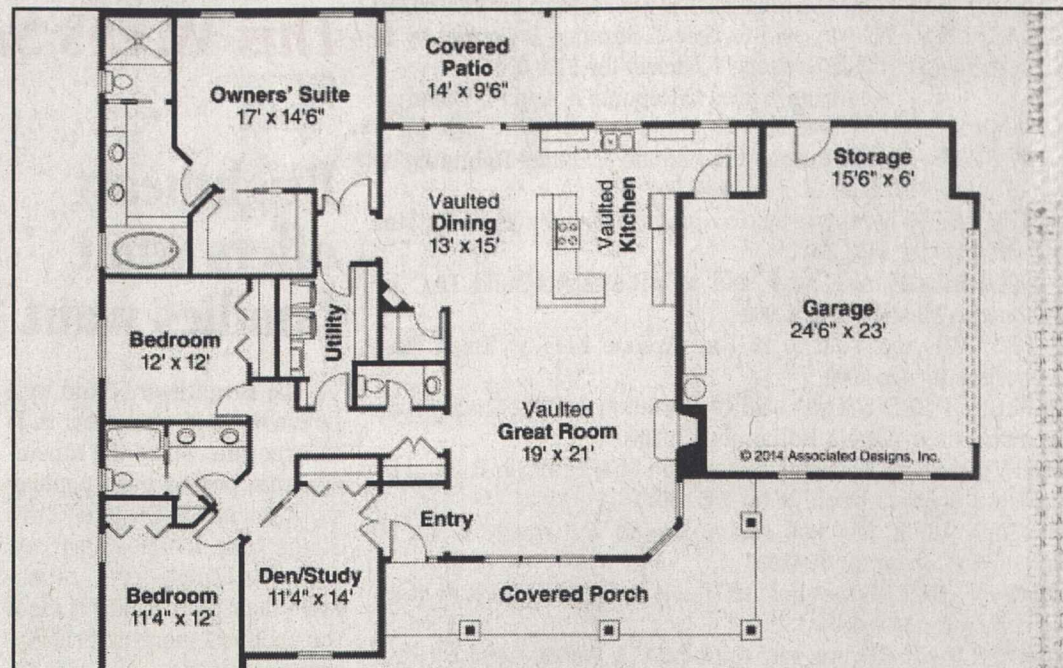 Covered
Patio
14' x 9'6"
Owners' Suite
17' x 14'6"
Storage
15'6" x 6'
Vaulted
Dining
13' x 15'
Vaulted
Kitchen
Garage
24'6" x 23'
Bedroom
12' x 12'
Utility
Vaulted
Great Room
19' x 21'
© 2014 Associated Designs, Inc.
Entry
Den/Study
11'4" x 14'
Bedroom
11'4" x 12'
Covered Porch